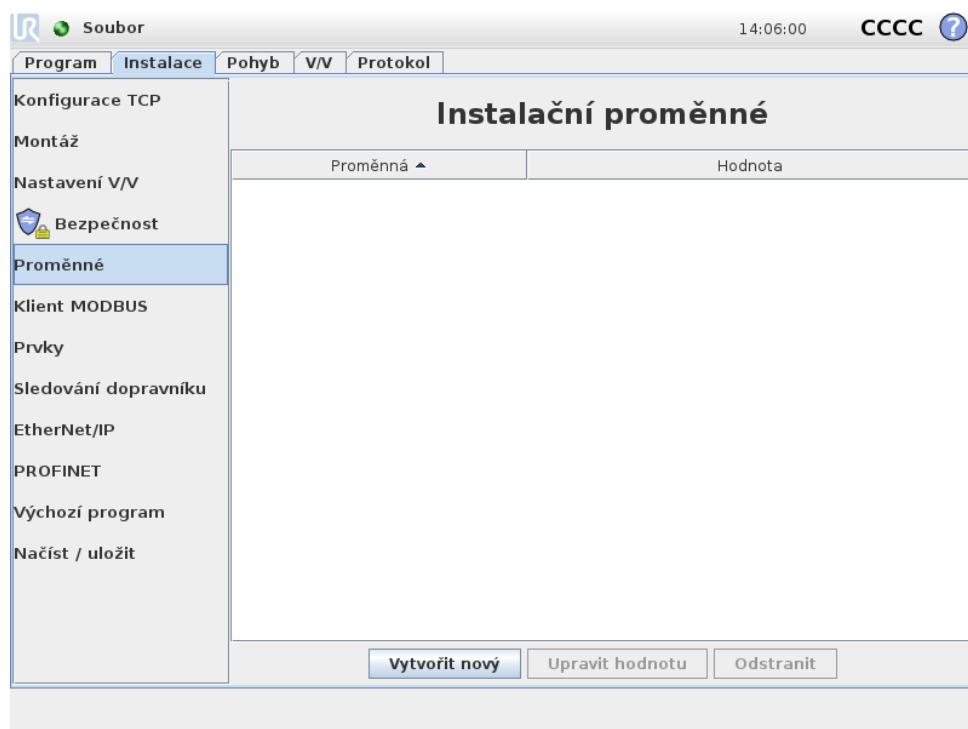 UR Soubor 14:06:00 CCCC ?
Program Instalace Pohyb V/V Protokol
Konfigurace TCP
Montáž
Nastavení V/V
Bezpečnost
Proměnné
Klient MODBUS
Prvky
Sledování dopravníku
EtherNet/IP
PROFINET
Výchozí program
Načíst / uložit
Instalační proměnné
Proměnná Hodnota
Vytvořit nový Upravit hodnotu Odstranit